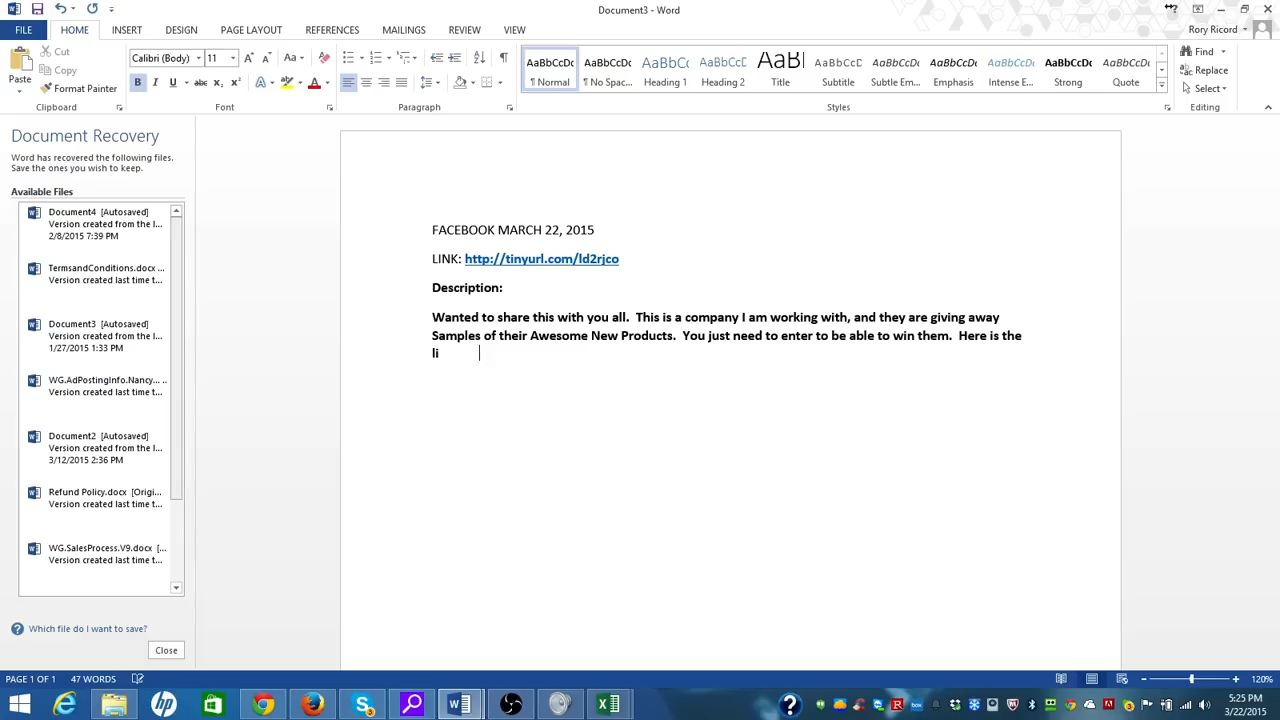 Document3 - Word
Rory Ricord
FILE
HOME
INSERT
DESIGN
PAGE LAYOUT
REFERENCES
MAILINGS
REVIEW
VIEW
Paste
Cut
Copy
Format Painter
Clipboard
Calibri (Body)
11
Font
Paragraph
AaBbCcDc AaBbCcDc AaBbCc AaBbCcC AaBl AaBbCcD AaBbCcDc AaBbCcDc AaBbCcDc AaBbCcDc AaBbCcDc
¶ Normal
¶ No Spac...
Heading 1
Heading 2
Title
Subtitle
Subtle Em...
Emphasis
Intense E...
Strong
Quote
Styles
Find
Replace
Select
Editing
Document Recovery
Word has recovered the following files.
Save the ones you wish to keep.
Available Files
Document4 [Autosaved]
Version created from the l...
2/8/2015 7:39 PM
TermsandConditions.docx ...
Version created last time t...
Document3 [Autosaved]
Version created from the l...
1/27/2015 1:33 PM
WG.AdPostingInfo.Nancy... ..
Version created last time t...
Document2 [Autosaved]
Version created from the l...
3/12/2015 2:36 PM
Refund Policy.docx [Origi...
Version created last time t...
WG.SalesProcess.V9.docx [...
Version created last time t...
Which file do I want to save?
Close
FACEBOOK MARCH 22, 2015
LINK: http://tinyurl.com/ld2rjco
Description:
Wanted to share this with you all. This is a company I am working with, and they are giving away
Samples of their Awesome New Products. You just need to enter to be able to win them. Here is the
li
PAGE 1 OF 1
47 WORDS
120%
5:25 PM
3/22/2015